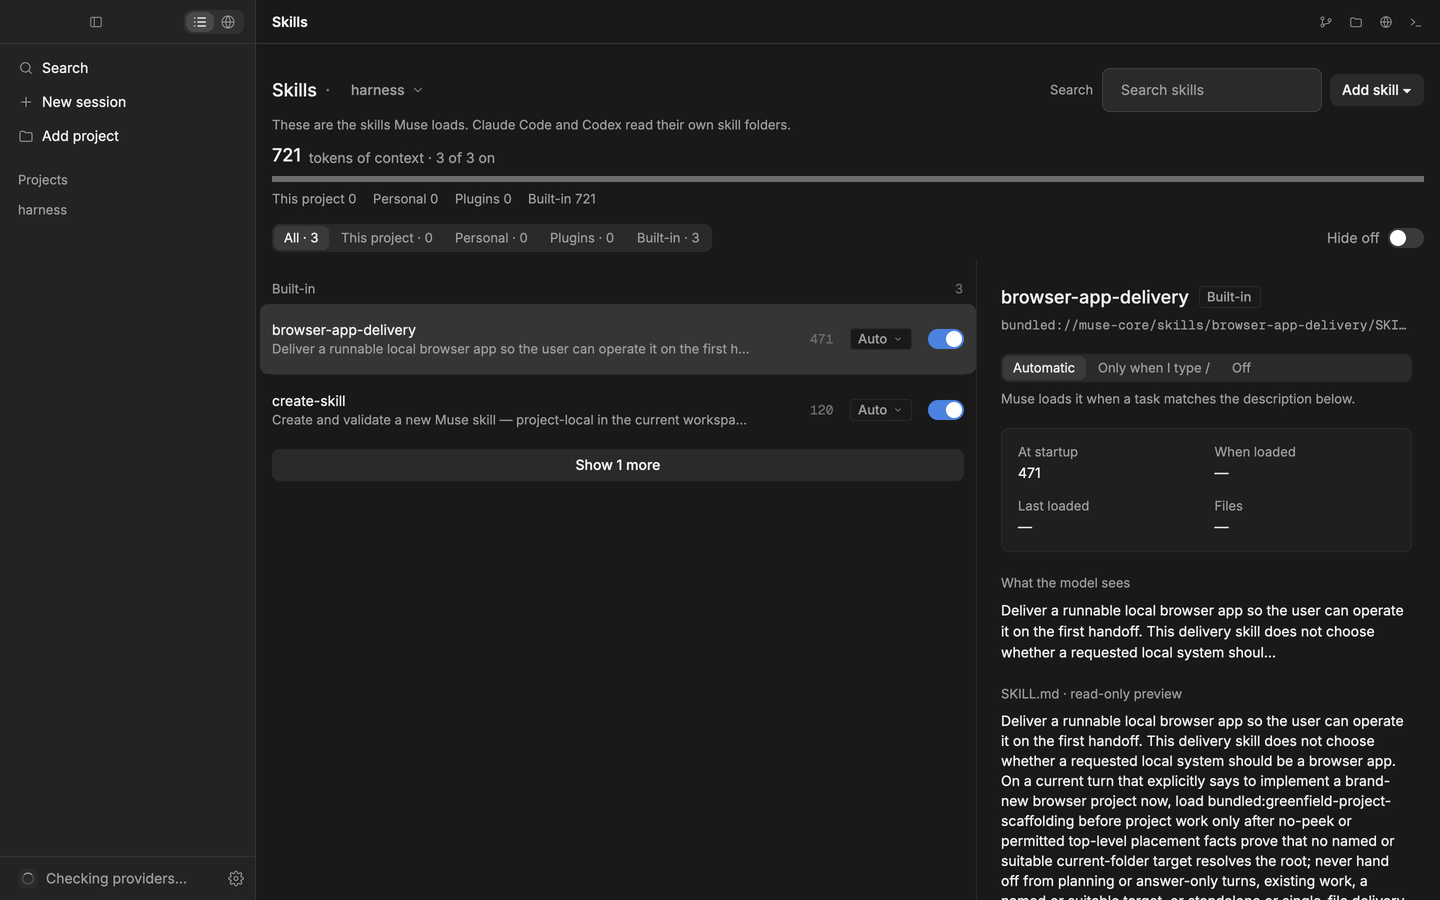 Skills
Search
New session
Add project
Projects
harness
Checking providers...
Skills · harness
Search
Search skills
Add skill
These are the skills Muse loads. Claude Code and Codex read their own skill folders.
721 tokens of context · 3 of 3 on
This project 0 Personal 0 Plugins 0 Built-in 721
All · 3 This project · 0 Personal · 0 Plugins · 0 Built-in · 3
Hide off
Built-in 3
browser-app-delivery
Deliver a runnable local browser app so the user can operate it on the first h...
471 Auto
create-skill
Create and validate a new Muse skill — project-local in the current workspa...
120 Auto
Show 1 more
browser-app-delivery Built-in
bundled://muse-core/skills/browser-app-delivery/SKI…
Automatic Only when I type / Off
Muse loads it when a task matches the description below.
At startup When loaded
471 —
Last loaded Files
— —
What the model sees
Deliver a runnable local browser app so the user can operate
it on the first handoff. This delivery skill does not choose
whether a requested local system shoul...
SKILL.md · read-only preview
Deliver a runnable local browser app so the user can operate
it on the first handoff. This delivery skill does not choose
whether a requested local system should be a browser app.
On a current turn that explicitly says to implement a brand-
new browser project now, load bundled:greenfield-project-
scaffolding before project work only after no-peek or
permitted top-level placement facts prove that no named or
suitable current-folder target resolves the root; never hand
off from planning or answer-only turns, existing work, a
named or suitable target, or standalone or single-file delivery